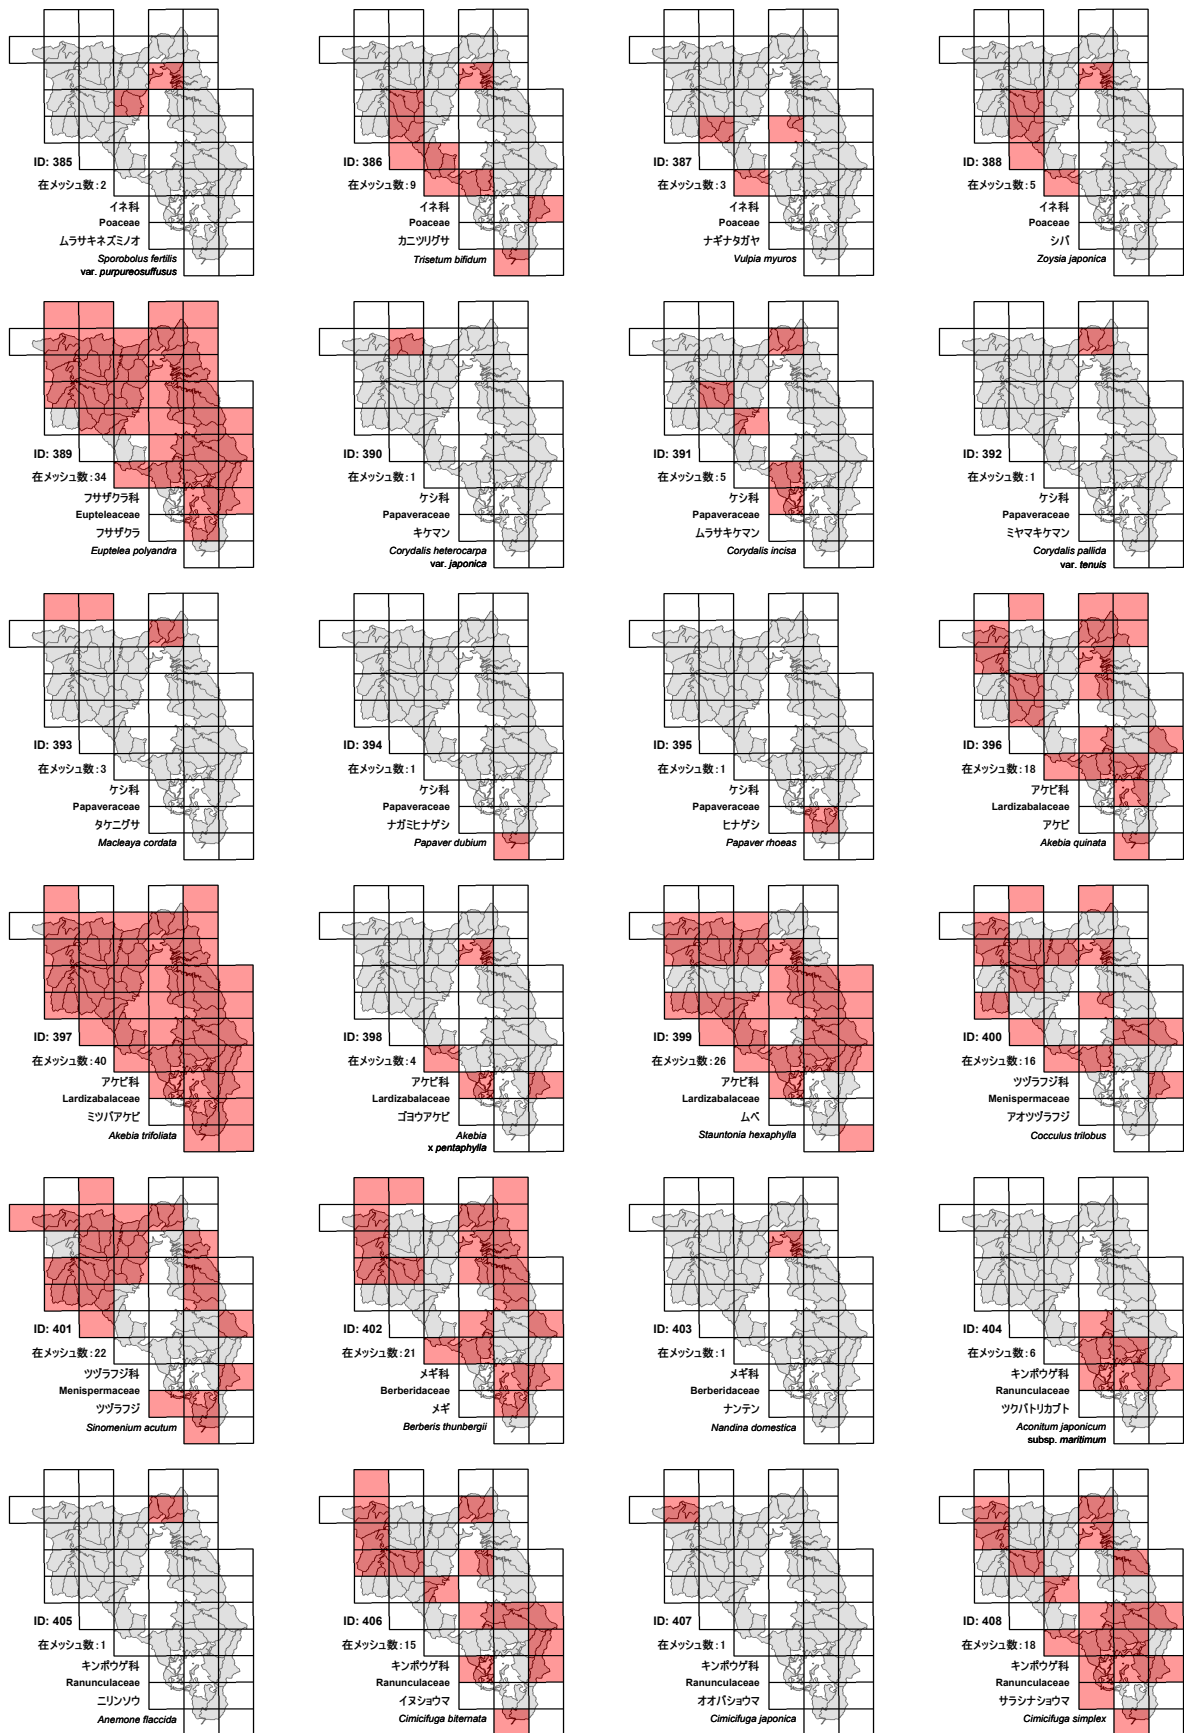 ID: 385
在メッシュ数：2
イネ科
Poaceae
ムラサキネズミノオ
Sporobolus fertilis
var. purpureosuffusus
ID: 386
在メッシュ数：9
イネ科
Poaceae
カニツリグサ
Trisetum bifidum
ID: 387
在メッシュ数：3
イネ科
Poaceae
ナギナタガヤ
Vulpia myuros
ID: 388
在メッシュ数：5
イネ科
Poaceae
シバ
Zoysia japonica
ID: 389
在メッシュ数：34
フサザクラ科
Eupteleaceae
フサザクラ
Euptelea polyandra
ID: 390
在メッシュ数：1
ケシ科
Papaveraceae
キケマン
Corydalis heterocarpa
var. japonica
ID: 391
在メッシュ数：5
ケシ科
Papaveraceae
ムラサキケマン
Corydalis incisa
ID: 392
在メッシュ数：1
ケシ科
Papaveraceae
ミヤマキケマン
Corydalis pallida
var. tenuis
ID: 393
在メッシュ数：3
ケシ科
Papaveraceae
タケニグサ
Macleaya cordata
ID: 394
在メッシュ数：1
ケシ科
Papaveraceae
ナガミヒナゲシ
Papaver dubium
ID: 395
在メッシュ数：1
ケシ科
Papaveraceae
ヒナゲシ
Papaver rhoeas
ID: 396
在メッシュ数：18
アケビ科
Lardizabalaceae
アケビ
Akebia quinata
ID: 397
在メッシュ数：40
アケビ科
Lardizabalaceae
ミツバアケビ
Akebia trifoliata
ID: 398
在メッシュ数：4
アケビ科
Lardizabalaceae
ゴヨウアケビ
Akebia
x pentaphylla
ID: 399
在メッシュ数：26
アケビ科
Lardizabalaceae
ムベ
Stauntonia hexaphylla
ID: 400
在メッシュ数：16
ツヅラフジ科
Menispermaceae
アオツヅラフジ
Cocculus trilobus
ID: 401
在メッシュ数：22
ツヅラフジ科
Menispermaceae
ツヅラフジ
Sinomenium acutum
ID: 402
在メッシュ数：21
メギ科
Berberidaceae
メギ
Berberis thunbergii
ID: 403
在メッシュ数：1
メギ科
Berberidaceae
ナンテン
Nandina domestica
ID: 404
在メッシュ数：6
キンポウゲ科
Ranunculaceae
ツクバトリカブト
Aconitum japonicum
subsp. maritimum
ID: 405
在メッシュ数：1
キンポウゲ科
Ranunculaceae
ニリンソウ
Anemone flaccida
ID: 406
在メッシュ数：15
キンポウゲ科
Ranunculaceae
イヌショウマ
Cimicifuga biternata
ID: 407
在メッシュ数：1
キンポウゲ科
Ranunculaceae
オオバショウマ
Cimicifuga japonica
ID: 408
在メッシュ数：18
キンポウゲ科
Ranunculaceae
サラシナショウマ
Cimicifuga simplex